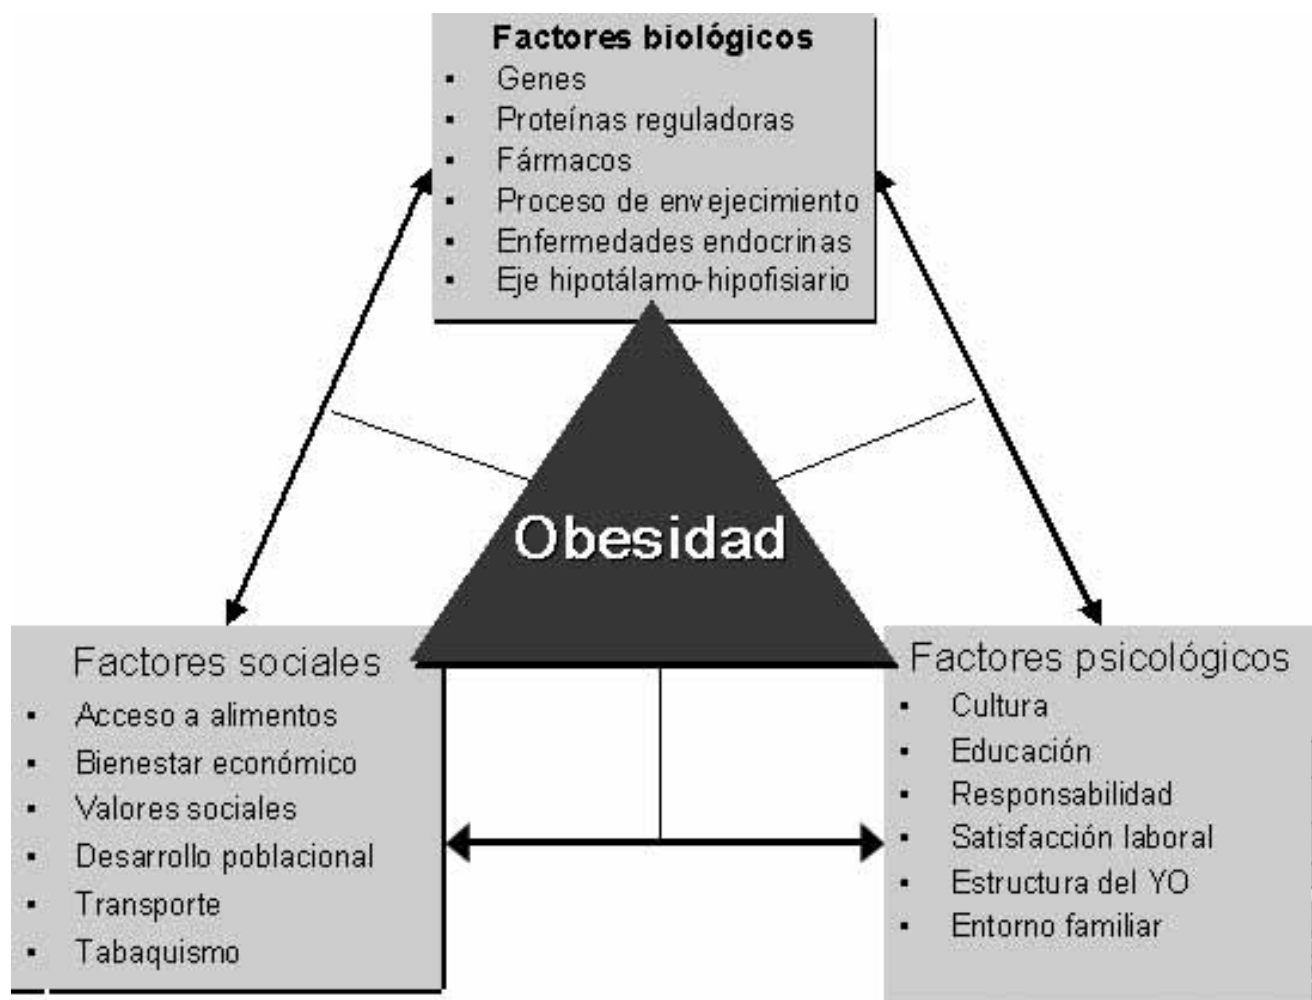 Factores biológicos
▪ Genes
▪ Proteínas reguladoras
▪ Fármacos
▪ Proceso de envejecimiento
▪ Enfermedades endocrinas
▪ Eje hipotálamo-hipofisiario
Obesidad
Factores sociales
▪ Acceso a alimentos
▪ Bienestar económico
▪ Valores sociales
▪ Desarrollo poblacional
▪ Transporte
▪ Tabaquismo
Factores psicológicos
▪ Cultura
▪ Educación
▪ Responsabilidad
▪ Satisfacción laboral
▪ Estructura del YO
▪ Entorno familiar